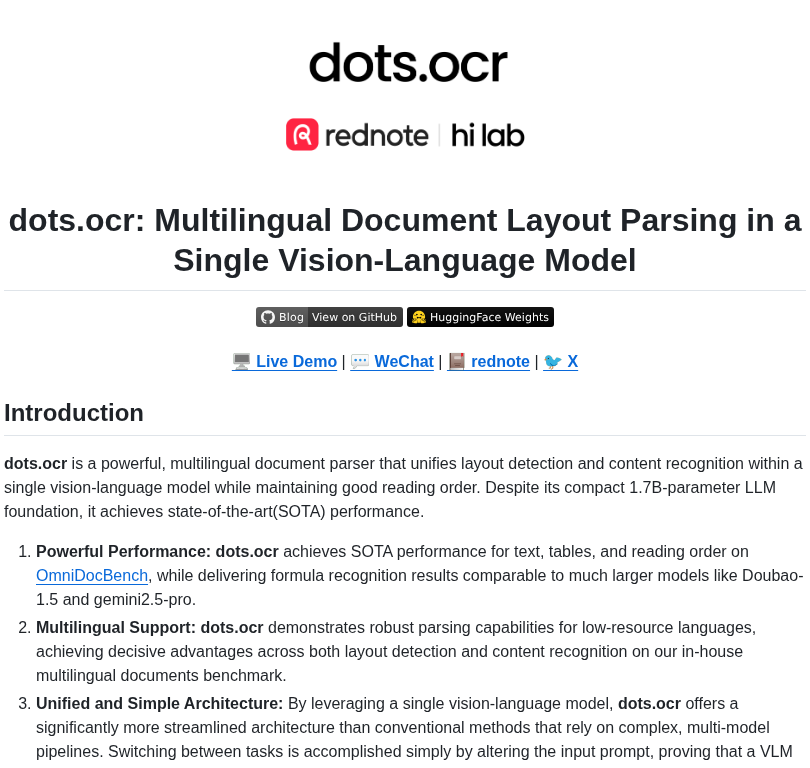 dots.ocr
rednote | hi lab
dots.ocr: Multilingual Document Layout Parsing in a
Single Vision-Language Model
Blog View on GitHub 🤗 HuggingFace Weights
🖥️ Live Demo | 💬 WeChat | 📕 rednote | 🐦 X
Introduction
dots.ocr is a powerful, multilingual document parser that unifies layout detection and content recognition within a
single vision-language model while maintaining good reading order. Despite its compact 1.7B-parameter LLM
foundation, it achieves state-of-the-art(SOTA) performance.
1. Powerful Performance: dots.ocr achieves SOTA performance for text, tables, and reading order on
OmniDocBench, while delivering formula recognition results comparable to much larger models like Doubao-
1.5 and gemini2.5-pro.
2. Multilingual Support: dots.ocr demonstrates robust parsing capabilities for low-resource languages,
achieving decisive advantages across both layout detection and content recognition on our in-house
multilingual documents benchmark.
3. Unified and Simple Architecture: By leveraging a single vision-language model, dots.ocr offers a
significantly more streamlined architecture than conventional methods that rely on complex, multi-model
pipelines. Switching between tasks is accomplished simply by altering the input prompt, proving that a VLM